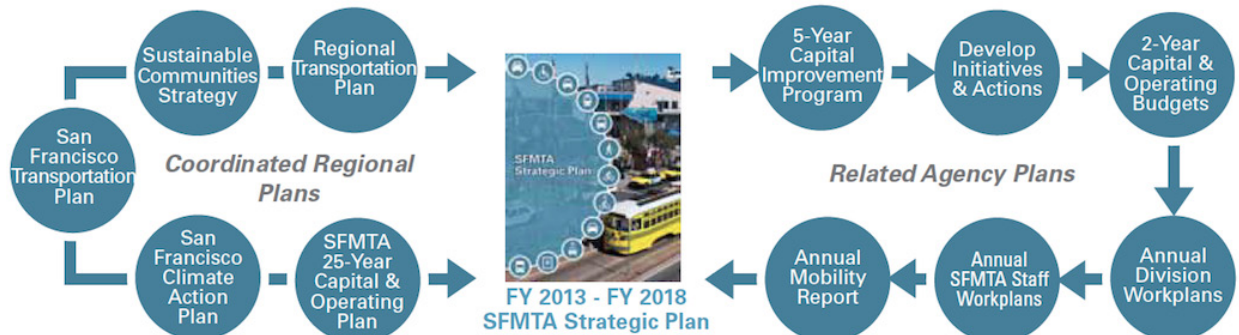 San
Francisco
Transportation
Plan
Sustainable
Communities
Strategy
Regional
Transportation
Plan
Coordinated Regional
Plans
San
Francisco
Climate
Action
Plan
SFMTA
25-Year
Capital &
Operating
Plan
SFMTA
Strategic Plan
FY 2013 - FY 2018
SFMTA Strategic Plan
5-Year
Capital
Improvement
Program
Develop
Initiatives
& Actions
2-Year
Capital &
Operating
Budgets
Related Agency Plans
Annual
Division
Workplans
Annual
SFMTA Staff
Workplans
Annual
Mobility
Report